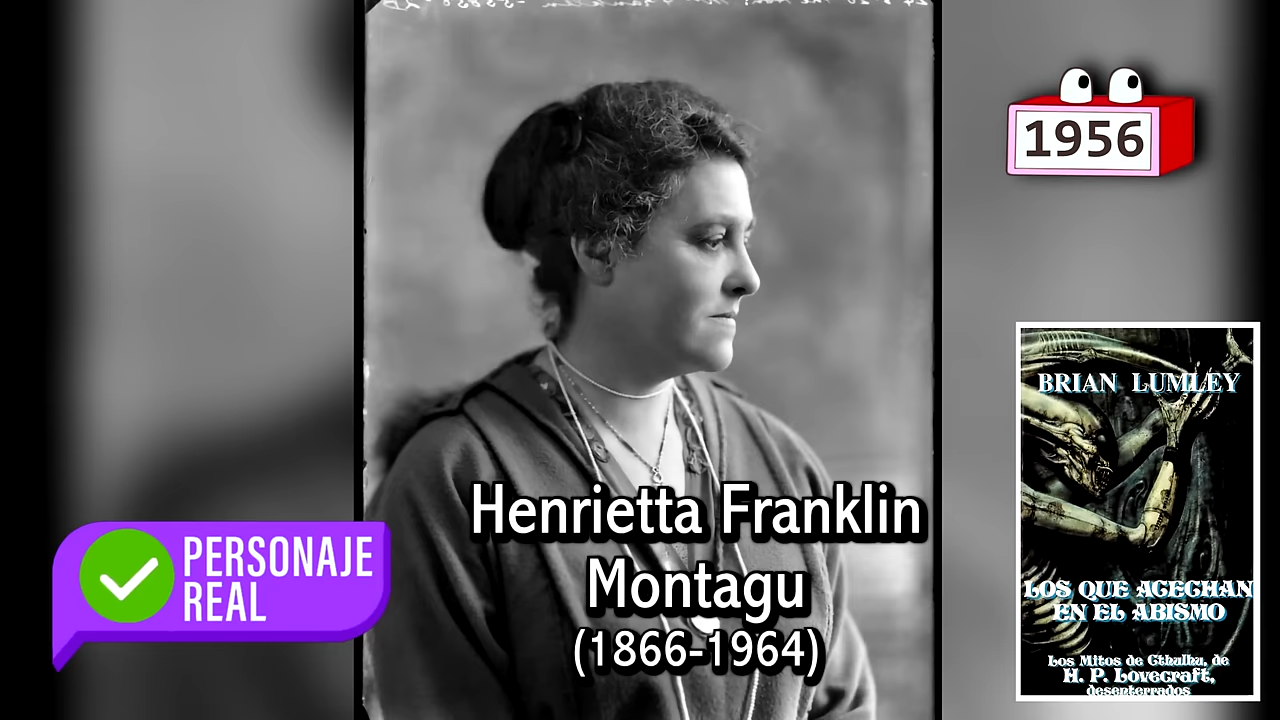 1956
BRIAN LUMLEY
LOS QUE ACECHAN
EN EL ABISMO
Los Mitos de Cthulhu, de
H. P. Lovecraft,
desenterrados
PERSONAJE
REAL
Henrietta Franklin
Montagu
(1866-1964)